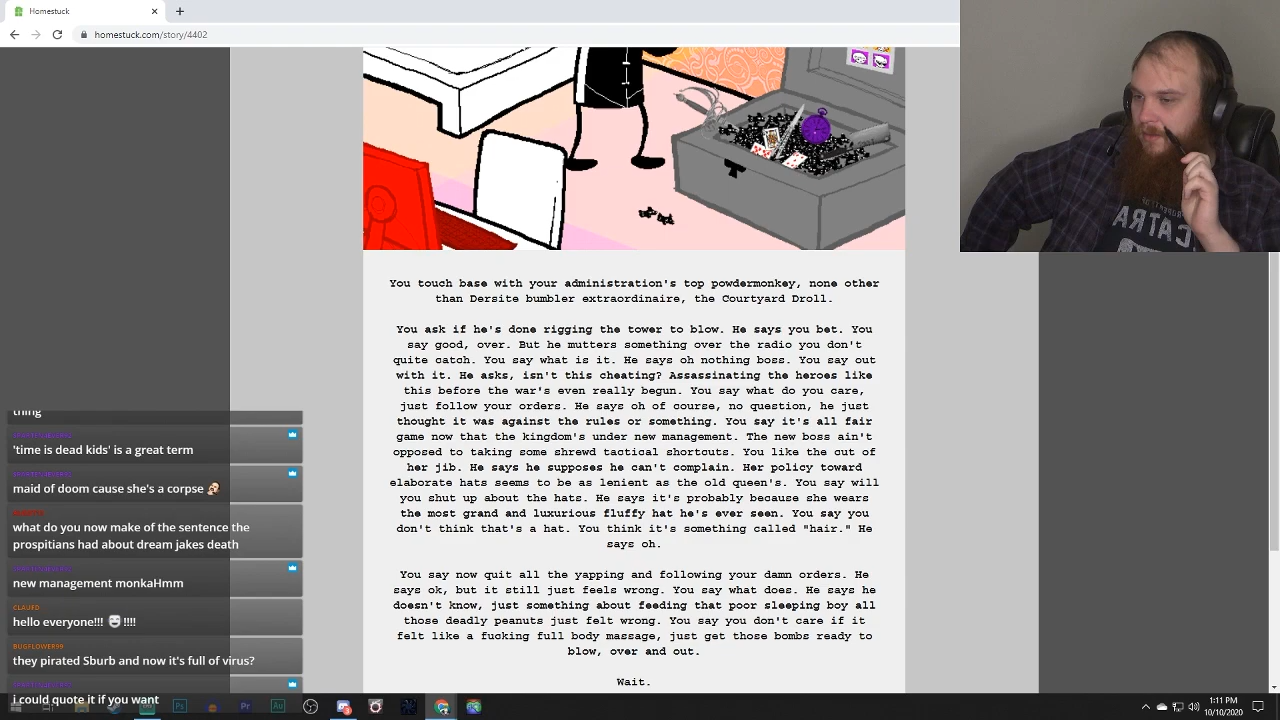 Homestuck
homestuck.com/story/4402
CATRA
You touch base with your administration's top powdermonkey, none other
than Dersite bumbler extraordinaire, the Courtyard Droll.
You ask if he's done rigging the tower to blow. He says you bet. You
say good, over. But he mutters something over the radio you don't
quite catch. You say what is it. He says oh nothing boss. You say out
with it. He asks, isn't this cheating? Assassinating the heroes like
this before the war's even really begun. You say what do you care,
just follow your orders. He says oh of course, no question, he just
thought it was against the rules or something. You say it's all fair
game now that the kingdom's under new management. The new boss ain't
opposed to taking some shrewd tactical shortcuts. You like the cut of
her jib. He says he supposes he can't complain. Her policy toward
elaborate hats seems to be as lenient as the old queen's. You say will
you shut up about the hats. He says it's probably because she wears
the most grand and luxurious fluffy hat he's ever seen. You say you
don't think that's a hat. You think it's something called "hair." He
says oh.
You say now quit all the yapping and following your damn orders. He
says ok, but it still just feels wrong. You say what does. He says he
doesn't know, just something about feeding that poor sleeping boy all
those deadly peanuts just felt wrong. You say you don't care if it
felt like a fucking full body massage, just get those bombs ready to
blow, over and out.
Wait.
thing
'time is dead kids' is a great term
maid of doom cause she's a corpse
what do you now make of the sentence the
prospitians had about dream jakes death
new management monkaHmm
CLAUFD
hello everyone!!! !!!!
BUGFLOWER99
they pirated Sburb and now it's full of virus?
i could quote it if you want
1:11 PM
10/10/2020